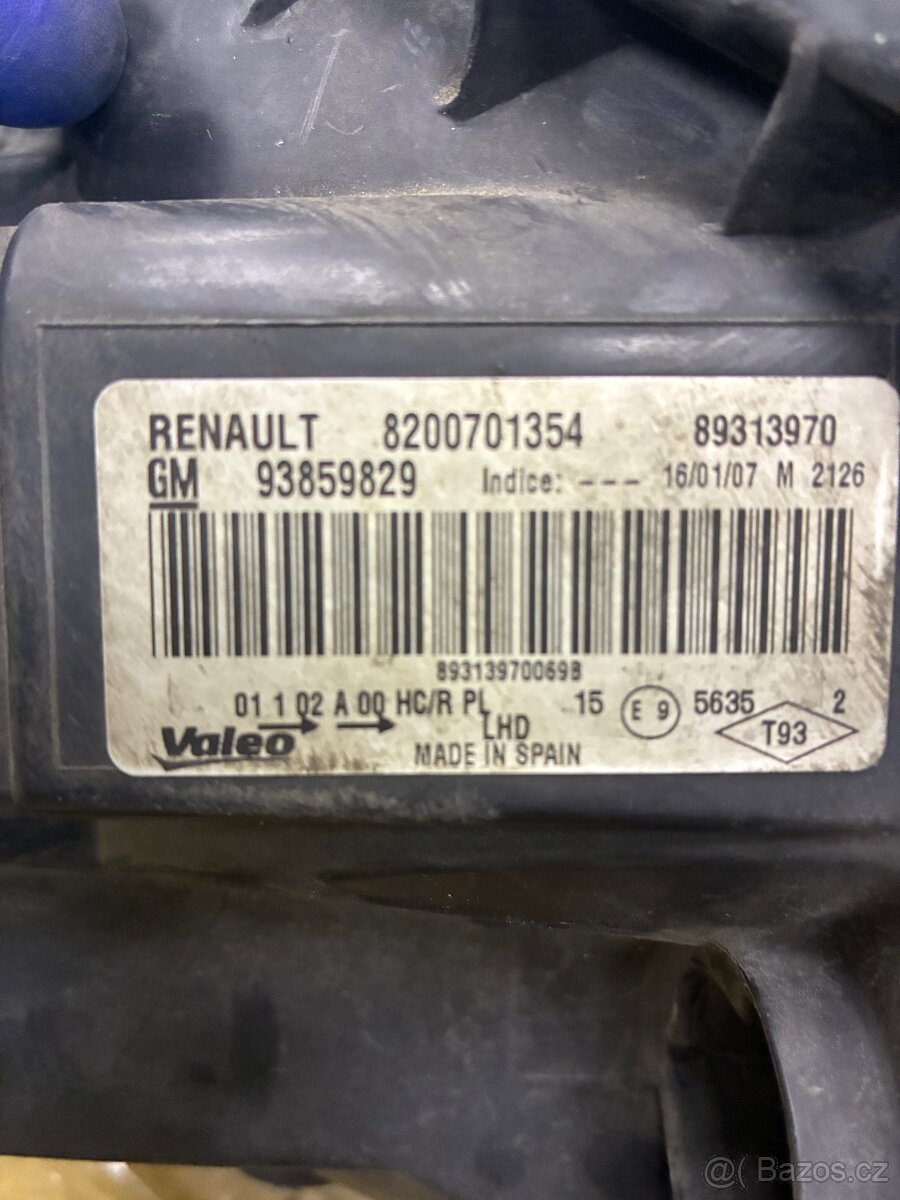 RENAULT 8200701354 89313970
GM 93859829 Indice: --- 16/01/07 M 2126
89313970069B
01 1 02 A 00 HC/R PL 15 E 9 5635 2
Valeo LHD T93
MADE IN SPAIN
@( Bazos.cz